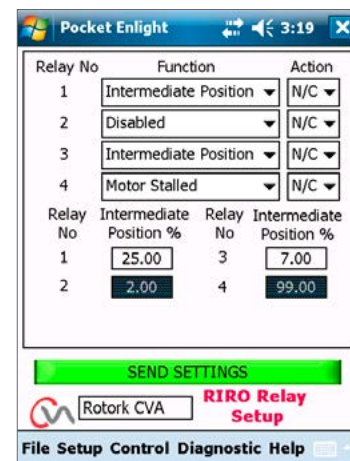 Pocket Enlight 3:19 X
Relay No Function Action
1 Intermediate Position N/C
2 Disabled N/C
3 Intermediate Position N/C
4 Motor Stalled N/C
Relay Intermediate Relay Intermediate
No Position % No Position %
1 25.00 3 7.00
2 2.00 4 99.00
SEND SETTINGS
Rotork CVA RIRO Relay
Setup
File Setup Control Diagnostic Help